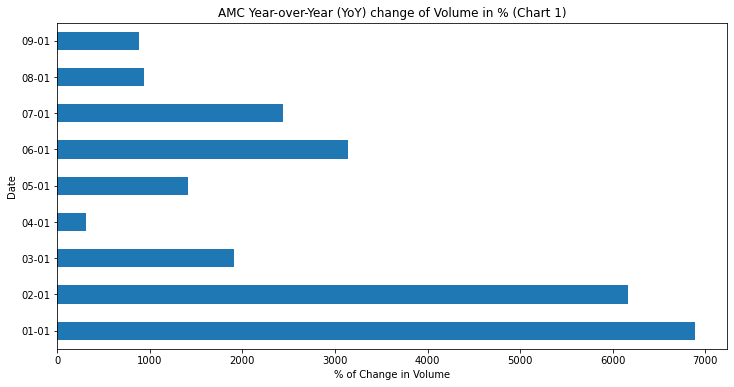 AMC Year-over-Year (YoY) change of Volume in % (Chart 1)
09-01
08-01
07-01
06-01
Date
05-01
04-01
03-01
02-01
01-01
0 1000 2000 3000 4000 5000 6000 7000
% of Change in Volume